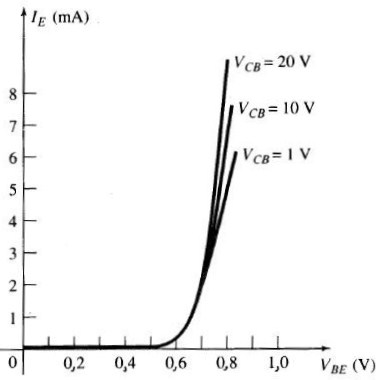 I_E (mA)
V_CB = 20 V
8
V_CB = 10 V
7
6
V_CB = 1 V
5
4
3
2
1
0
0,2
0,4
0,6
0,8
1,0
V_BE (V)